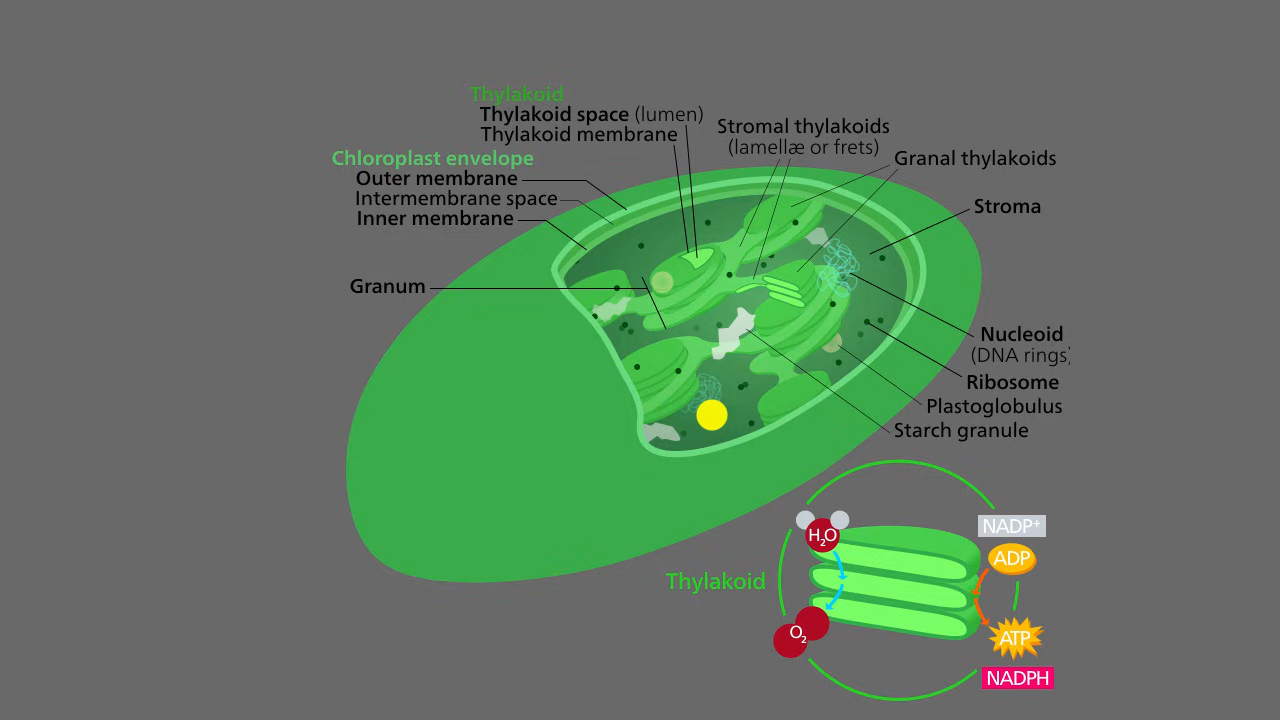 Thylakoid
Thylakoid space (lumen)
Thylakoid membrane
Stromal thylakoids
(lamellæ or frets)
Granal thylakoids
Chloroplast envelope
Outer membrane
Intermembrane space
Inner membrane
Stroma
Granum
Nucleoid
(DNA rings)
Ribosome
Plastoglobulus
Starch granule
NADP+
H2O
ADP
Thylakoid
O2
ATP
NADPH